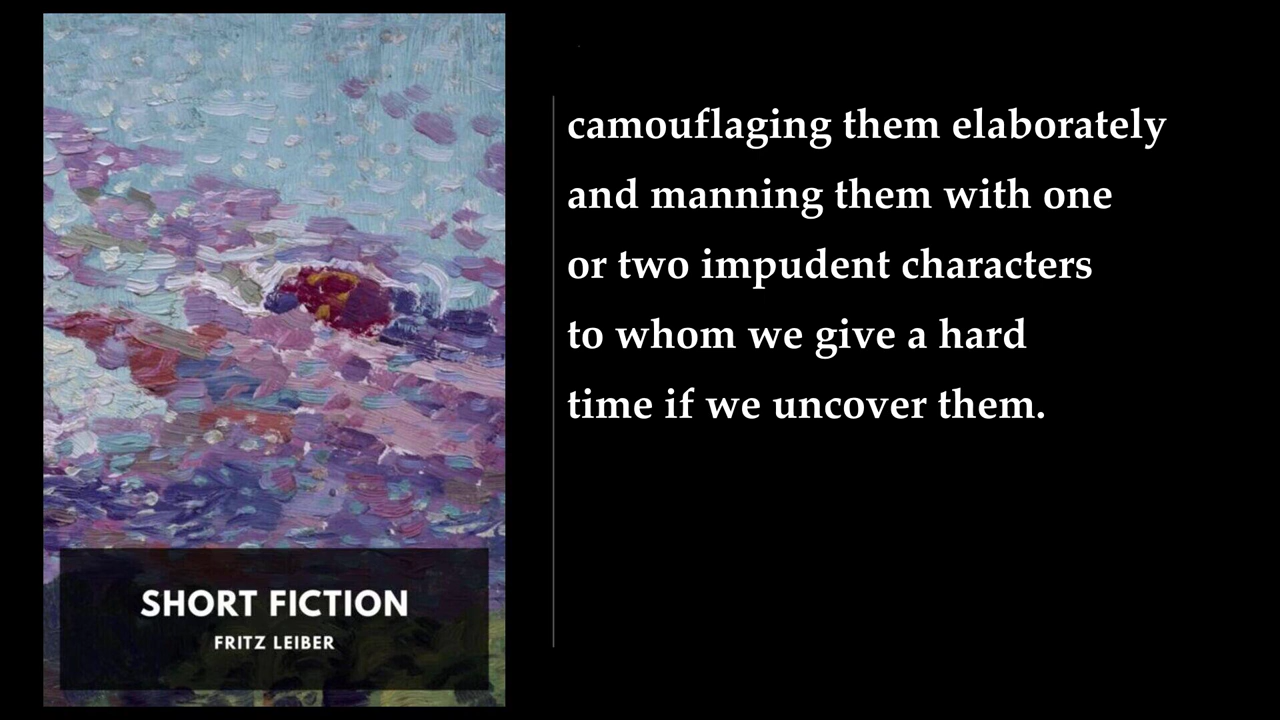 camouflaging them elaborately
and manning them with one
or two impudent characters
to whom we give a hard
time if we uncover them.
SHORT FICTION
FRITZ LEIBER